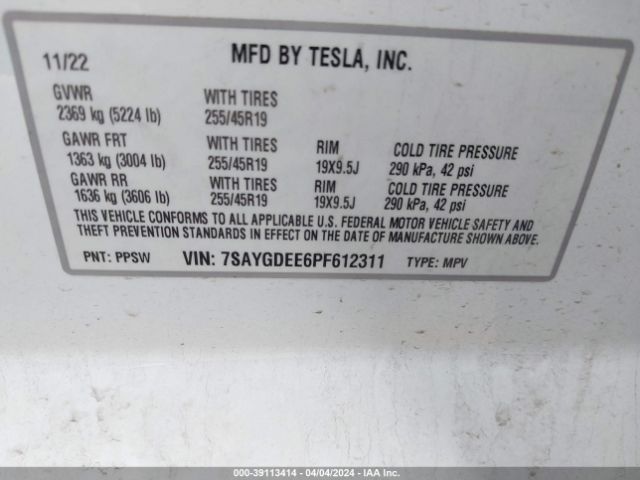 11/22 MFD BY TESLA, INC.
GVWR WITH TIRES
2369 kg (5224 lb) 255/45R19
GAWR FRT WITH TIRES RIM COLD TIRE PRESSURE
1363 kg (3004 lb) 255/45R19 19X9.5J 290 kPa, 42 psi
GAWR RR WITH TIRES RIM COLD TIRE PRESSURE
1636 kg (3606 lb) 255/45R19 19X9.5J 290 kPa, 42 psi
THIS VEHICLE CONFORMS TO ALL APPLICABLE U.S. FEDERAL MOTOR VEHICLE SAFETY AND
THEFT PREVENTION STANDARDS IN EFFECT ON THE DATE OF MANUFACTURE SHOWN ABOVE.
PNT: PPSW VIN: 7SAYGDEE6PF612311 TYPE: MPV
000-39113414 - 04/04/2024 - IAA Inc.